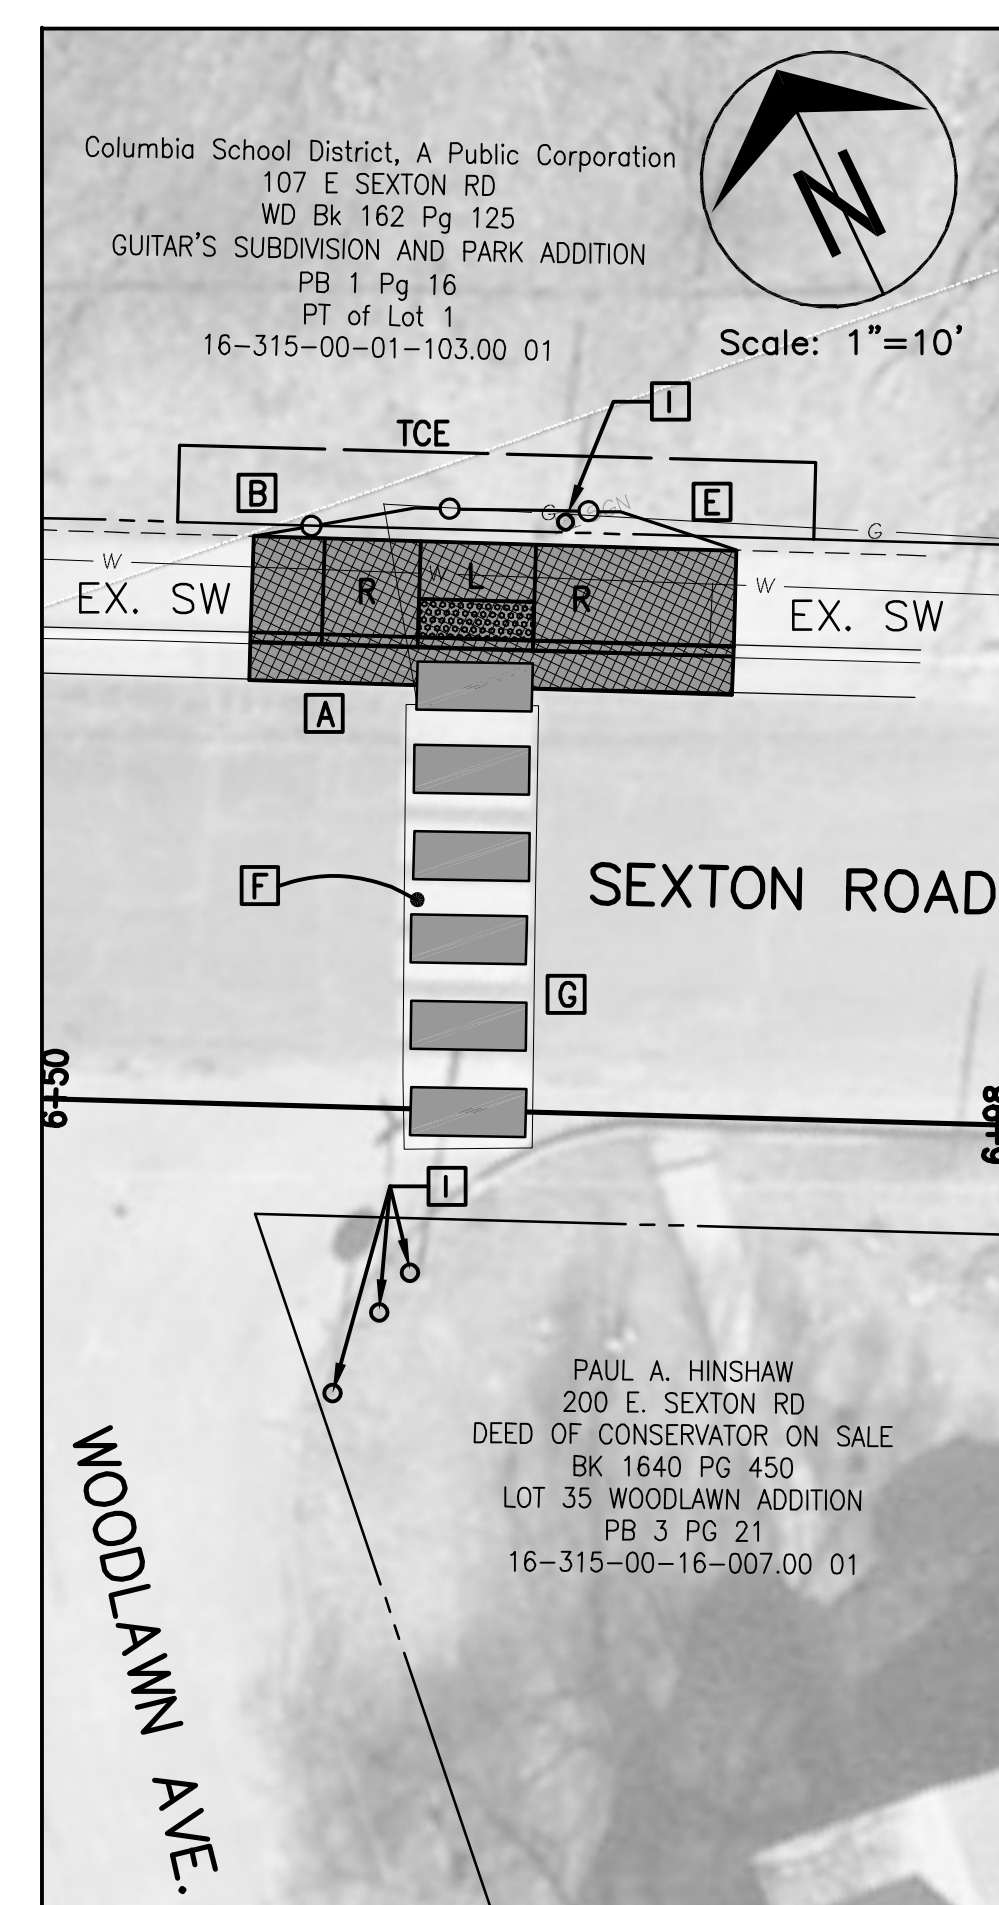 Columbia School District, A Public Corporation
107 E SEXTON RD
WD Bk 162 Pg 125
GUITAR'S SUBDIVISION AND PARK ADDITION
PB 1 Pg 16
PT of Lot 1
16-315-00-01-103.00 01
N
Scale: 1"=10'
I
TCE
B
E
G
G
W
W
W
EX. SW
R
L
R
EX. SW
A
F
SEXTON ROAD
G
6+50
6+98
I
PAUL A. HINSHAW
200 E. SEXTON RD
DEED OF CONSERVATOR ON SALE
BK 1640 PG 450
LOT 35 WOODLAWN ADDITION
PB 3 PG 21
16-315-00-16-007.00 01
WOODLAWN AVE.